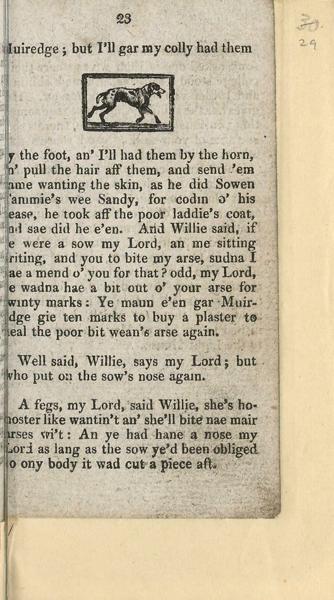 23
30
29
uiredge; but I'll gar my colly had them
y the foot, an' I'll had them by the horn,
n' pull the hair aff them, and send 'em
ame wanting the skin, as he did Sowen
ammie's wee Sandy, for codin o' his
ease, he took aff the poor laddie's coat,
nd sae did he e'en. And Willie said, if
e were a sow my Lord, an me sitting
riting, and you to bite my arse, sudna I
ae a mend o' you for that? odd, my Lord,
e wadna hae a bit out o' your arse for
winty marks: Ye maun e'en gar Muir-
dge gie ten marks to buy a plaster to
eal the poor bit wean's arse again.
Well said, Willie, says my Lord; but
who put on the sow's nose again.
A fegs, my Lord, said Willie, she's ho-
noster like wantin't an' she'll bite nae mair
arses wi't: An ye had hane a nose my
Lord as lang as the sow ye'd been obliged
o ony body it wad cut a piece aft.